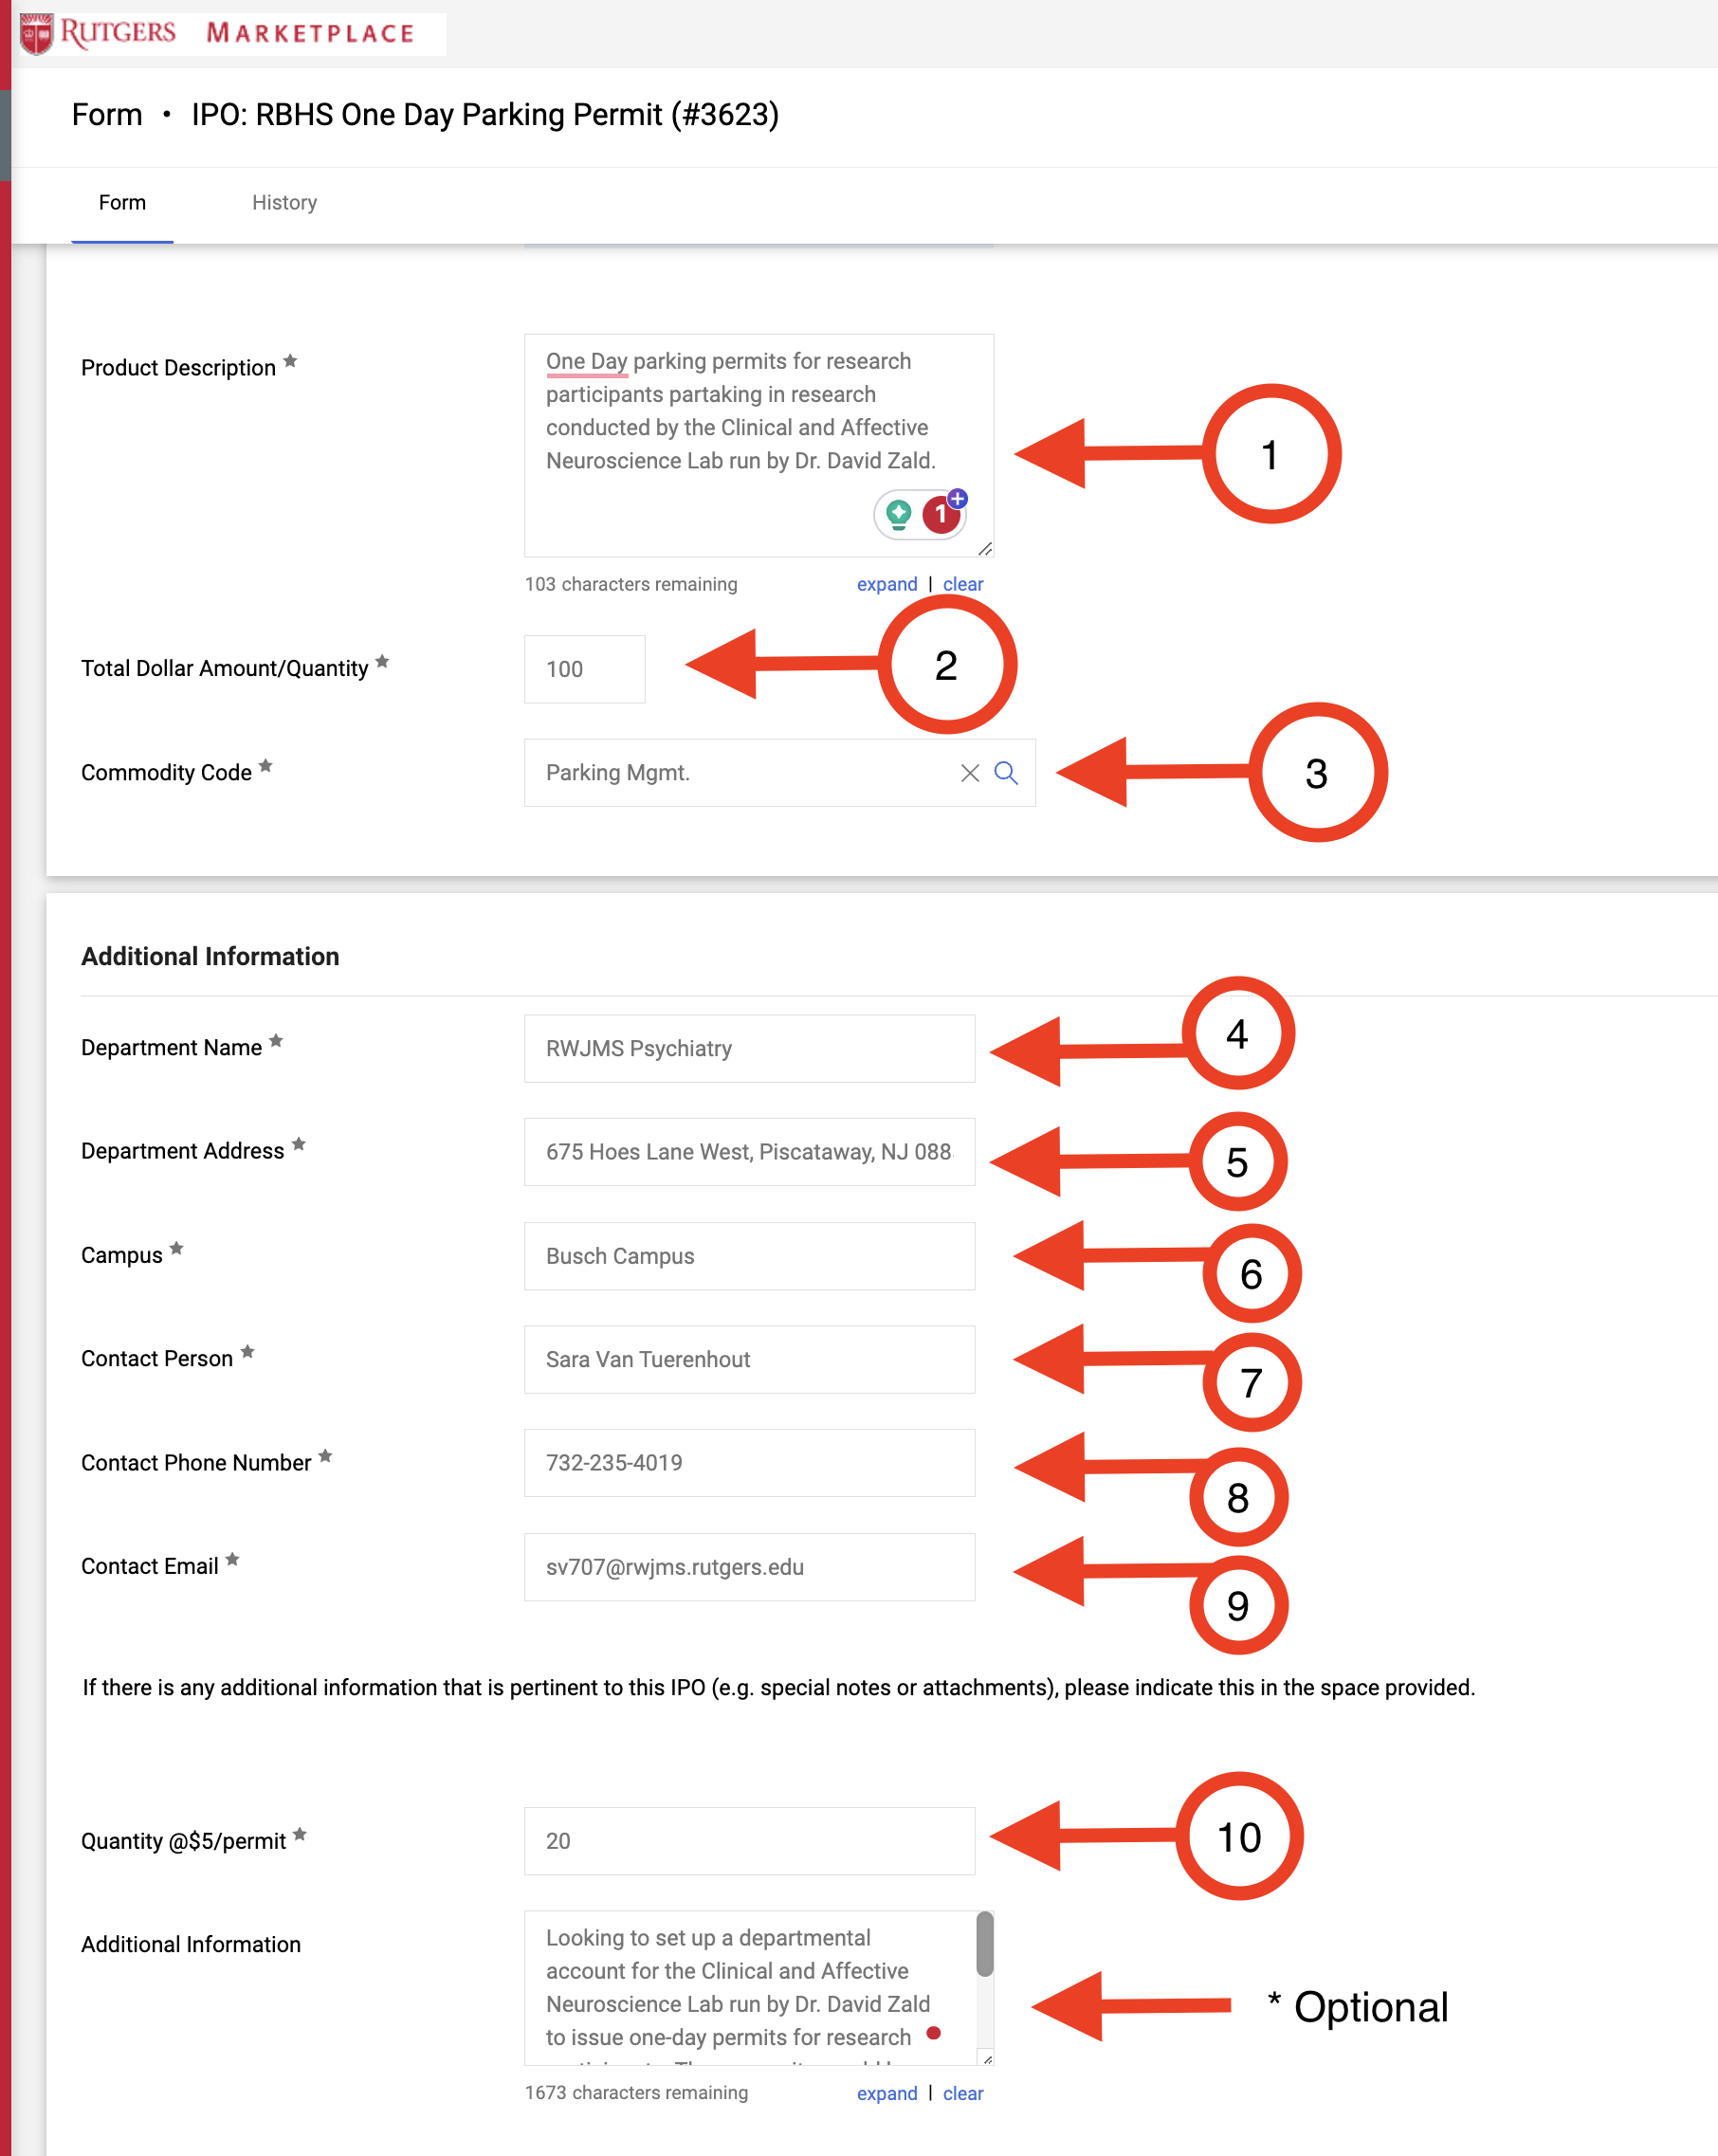 RUTGERS MARKETPLACE
Form • IPO: RBHS One Day Parking Permit (#3623)
Form History
Product Description ★
One Day parking permits for research
participants partaking in research
conducted by the Clinical and Affective
Neuroscience Lab run by Dr. David Zald.
1
1
103 characters remaining expand | clear
Total Dollar Amount/Quantity ★ 100 2
Commodity Code ★ Parking Mgmt. 3
Additional Information
Department Name ★ RWJMS Psychiatry 4
Department Address ★ 675 Hoes Lane West, Piscataway, NJ 088 5
Campus ★ Busch Campus 6
Contact Person ★ Sara Van Tuerenhout 7
Contact Phone Number ★ 732-235-4019 8
Contact Email ★ sv707@rwjms.rutgers.edu 9
If there is any additional information that is pertinent to this IPO (e.g. special notes or attachments), please indicate this in the space provided.
Quantity @$5/permit ★ 20 10
Additional Information
Looking to set up a departmental
account for the Clinical and Affective
Neuroscience Lab run by Dr. David Zald
to issue one-day permits for research
* Optional
1673 characters remaining expand | clear